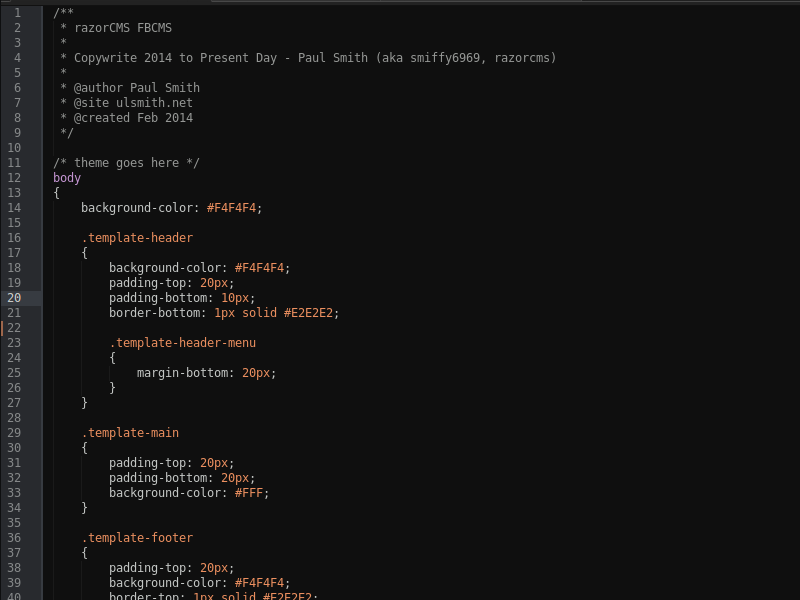 1 /**
2 * razorCMS FBCMS
3 *
4 * Copywrite 2014 to Present Day - Paul Smith (aka smiffy6969, razorcms)
5 *
6 * @author Paul Smith
7 * @site ulsmith.net
8 * @created Feb 2014
9 */
10
11 /* theme goes here */
12 body
13 {
14 background-color: #F4F4F4;
15
16 .template-header
17 {
18 background-color: #F4F4F4;
19 padding-top: 20px;
20 padding-bottom: 10px;
21 border-bottom: 1px solid #E2E2E2;
22
23 .template-header-menu
24 {
25 margin-bottom: 20px;
26 }
27 }
28
29 .template-main
30 {
31 padding-top: 20px;
32 padding-bottom: 20px;
33 background-color: #FFF;
34 }
35
36 .template-footer
37 {
38 padding-top: 20px;
39 background-color: #F4F4F4;
40 border-top: 1px solid #E2E2E2;